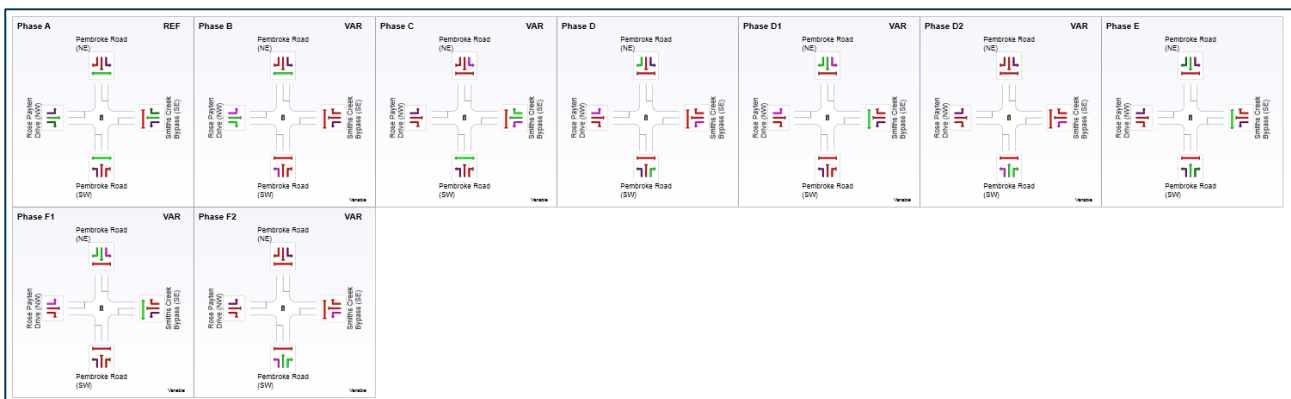 Phase A REF
Pembroke Road
(NE)
Rose Payten
Drive (NW)
Smiths Creek
Bypass (SE)
Pembroke Road
(SW)
Phase B VAR
Pembroke Road
(NE)
Rose Payten
Drive (NW)
Smiths Creek
Bypass (SE)
Pembroke Road
(SW)
Variable
Phase C VAR
Pembroke Road
(NE)
Rose Payten
Drive (NW)
Smiths Creek
Bypass (SE)
Pembroke Road
(SW)
Variable
Phase D
Pembroke Road
(NE)
Rose Payten
Drive (NW)
Smiths Creek
Bypass (SE)
Pembroke Road
(SW)
Phase D1 VAR
Pembroke Road
(NE)
Rose Payten
Drive (NW)
Smiths Creek
Bypass (SE)
Pembroke Road
(SW)
Variable
Phase D2 VAR
Pembroke Road
(NE)
Rose Payten
Drive (NW)
Smiths Creek
Bypass (SE)
Pembroke Road
(SW)
Variable
Phase E
Pembroke Road
(NE)
Rose Payten
Drive (NW)
Smiths Creek
Bypass (SE)
Pembroke Road
(SW)
Phase F1 VAR
Pembroke Road
(NE)
Rose Payten
Drive (NW)
Smiths Creek
Bypass (SE)
Pembroke Road
(SW)
Variable
Phase F2 VAR
Pembroke Road
(NE)
Rose Payten
Drive (NW)
Smiths Creek
Bypass (SE)
Pembroke Road
(SW)
Variable